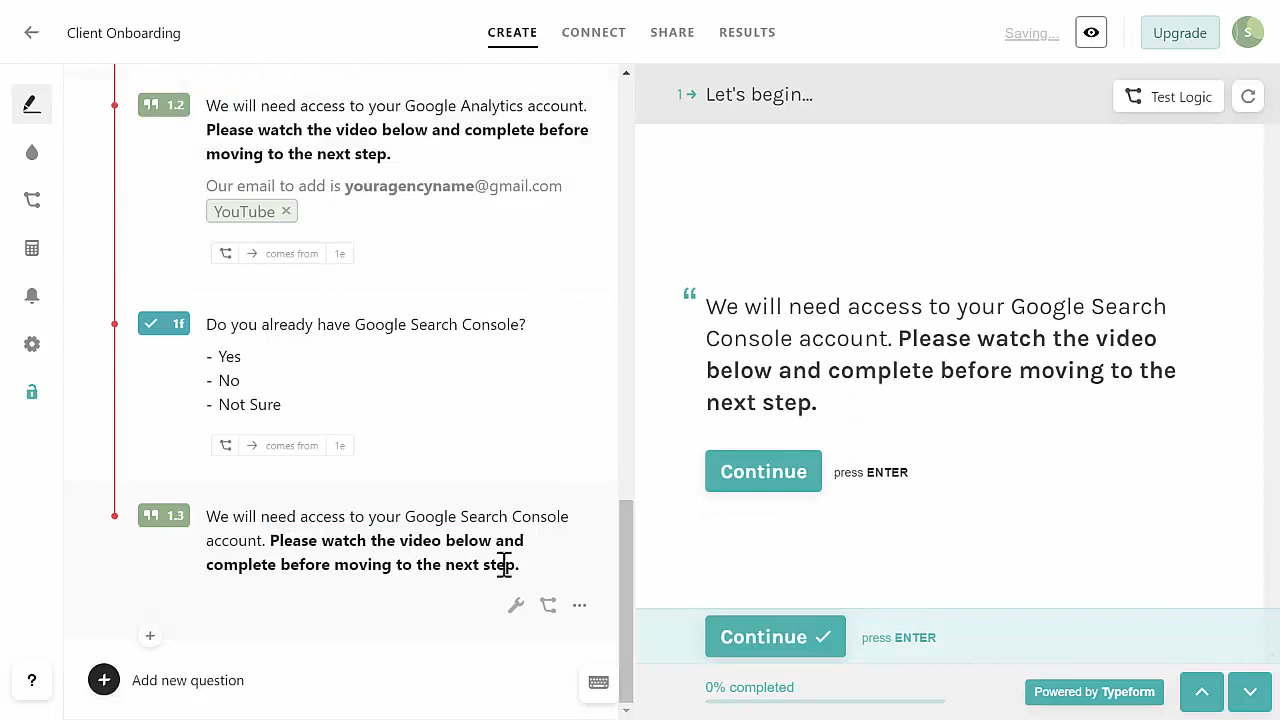 Client Onboarding
CREATE
CONNECT
SHARE
RESULTS
Saving...
Upgrade
S
1.2
We will need access to your Google Analytics account.
Please watch the video below and complete before
moving to the next step.
Our email to add is youragencyname@gmail.com
YouTube ×
comes from 1e
1f
Do you already have Google Search Console?
- Yes
- No
- Not Sure
comes from 1e
1.3
We will need access to your Google Search Console
account. Please watch the video below and
complete before moving to the next step.
+
+ Add new question
?
1 → Let's begin...
Test Logic
“ We will need access to your Google Search
Console account. Please watch the video
below and complete before moving to the
next step.
Continue press ENTER
Continue ✓ press ENTER
0% completed
Powered by Typeform